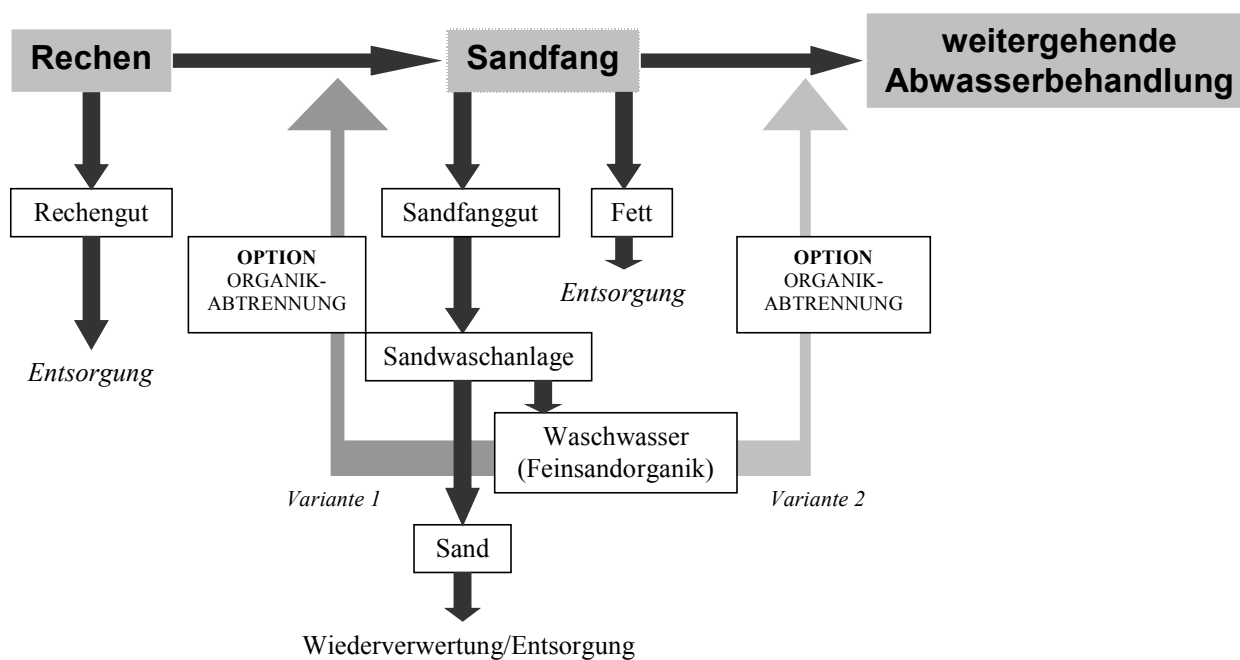 Rechen
Sandfang
weitergehende
Abwasserbehandlung
Rechengut
Sandfanggut
Fett
OPTION
ORGANIK-
ABTRENNUNG
OPTION
ORGANIK-
ABTRENNUNG
Entsorgung
Sandwaschanlage
Entsorgung
Waschwasser
(Feinsandorganik)
Variante 1
Variante 2
Sand
Wiederverwertung/Entsorgung